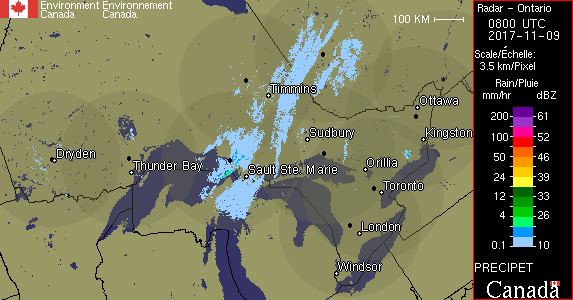 Environment Environnement
Canada Canada
100 KM
Timmins
Ottawa
Sudbury
Kingston
Dryden
Thunder Bay
Sault Ste. Marie
Orillia
Toronto
London
Windsor
Radar - Ontario
0800 UTC
2017-11-09
Scale/Échelle:
3.5 km/Pixel
Rain/Pluie
mm/hr dBZ
200 61
100 52
50 46
24 39
12 33
4 26
0.1 10
PRECIPET
Canada